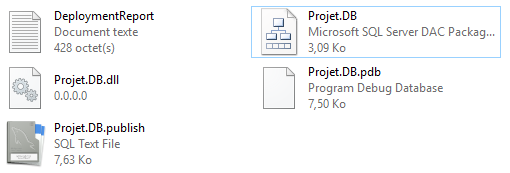 DeploymentReport
Document texte
428 octet(s)
Projet.DB
Microsoft SQL Server DAC Packag...
3,09 Ko
Projet.DB.dll
0.0.0.0
Projet.DB.pdb
Program Debug Database
7,50 Ko
Projet.DB.publish
SQL Text File
7,63 Ko